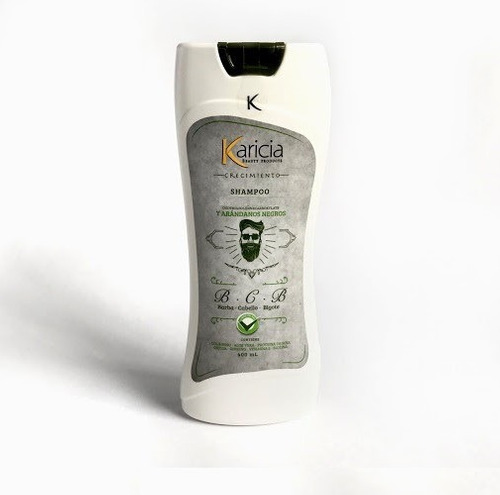 K
Karicia
BEAUTY PRODUCTS
CRECIMIENTO
SHAMPOO
Y ARÁNDANOS NEGROS
B · C · B
Barba · Cabello · Bigote
CONTIENE
400 mL